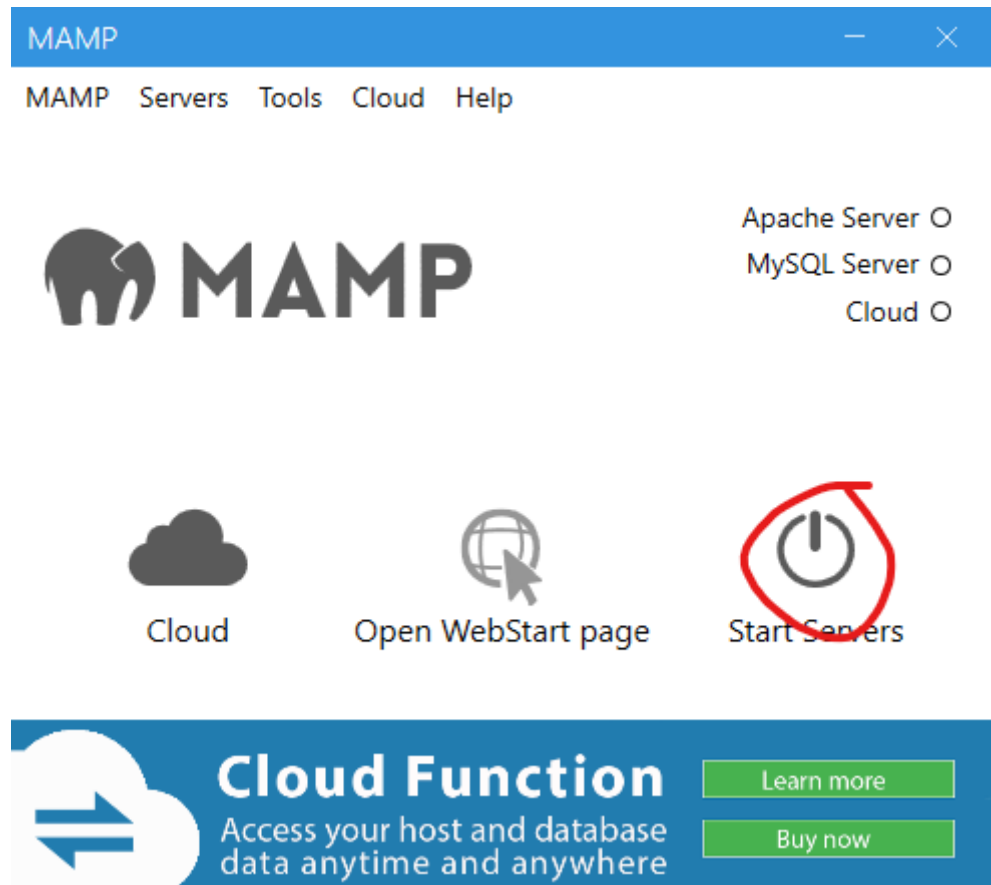 MAMP
MAMP Servers Tools Cloud Help
Apache Server
MySQL Server
Cloud
MAMP
Cloud
Open WebStart page
Start Servers
Cloud Function
Access your host and database
data anytime and anywhere
Learn more
Buy now